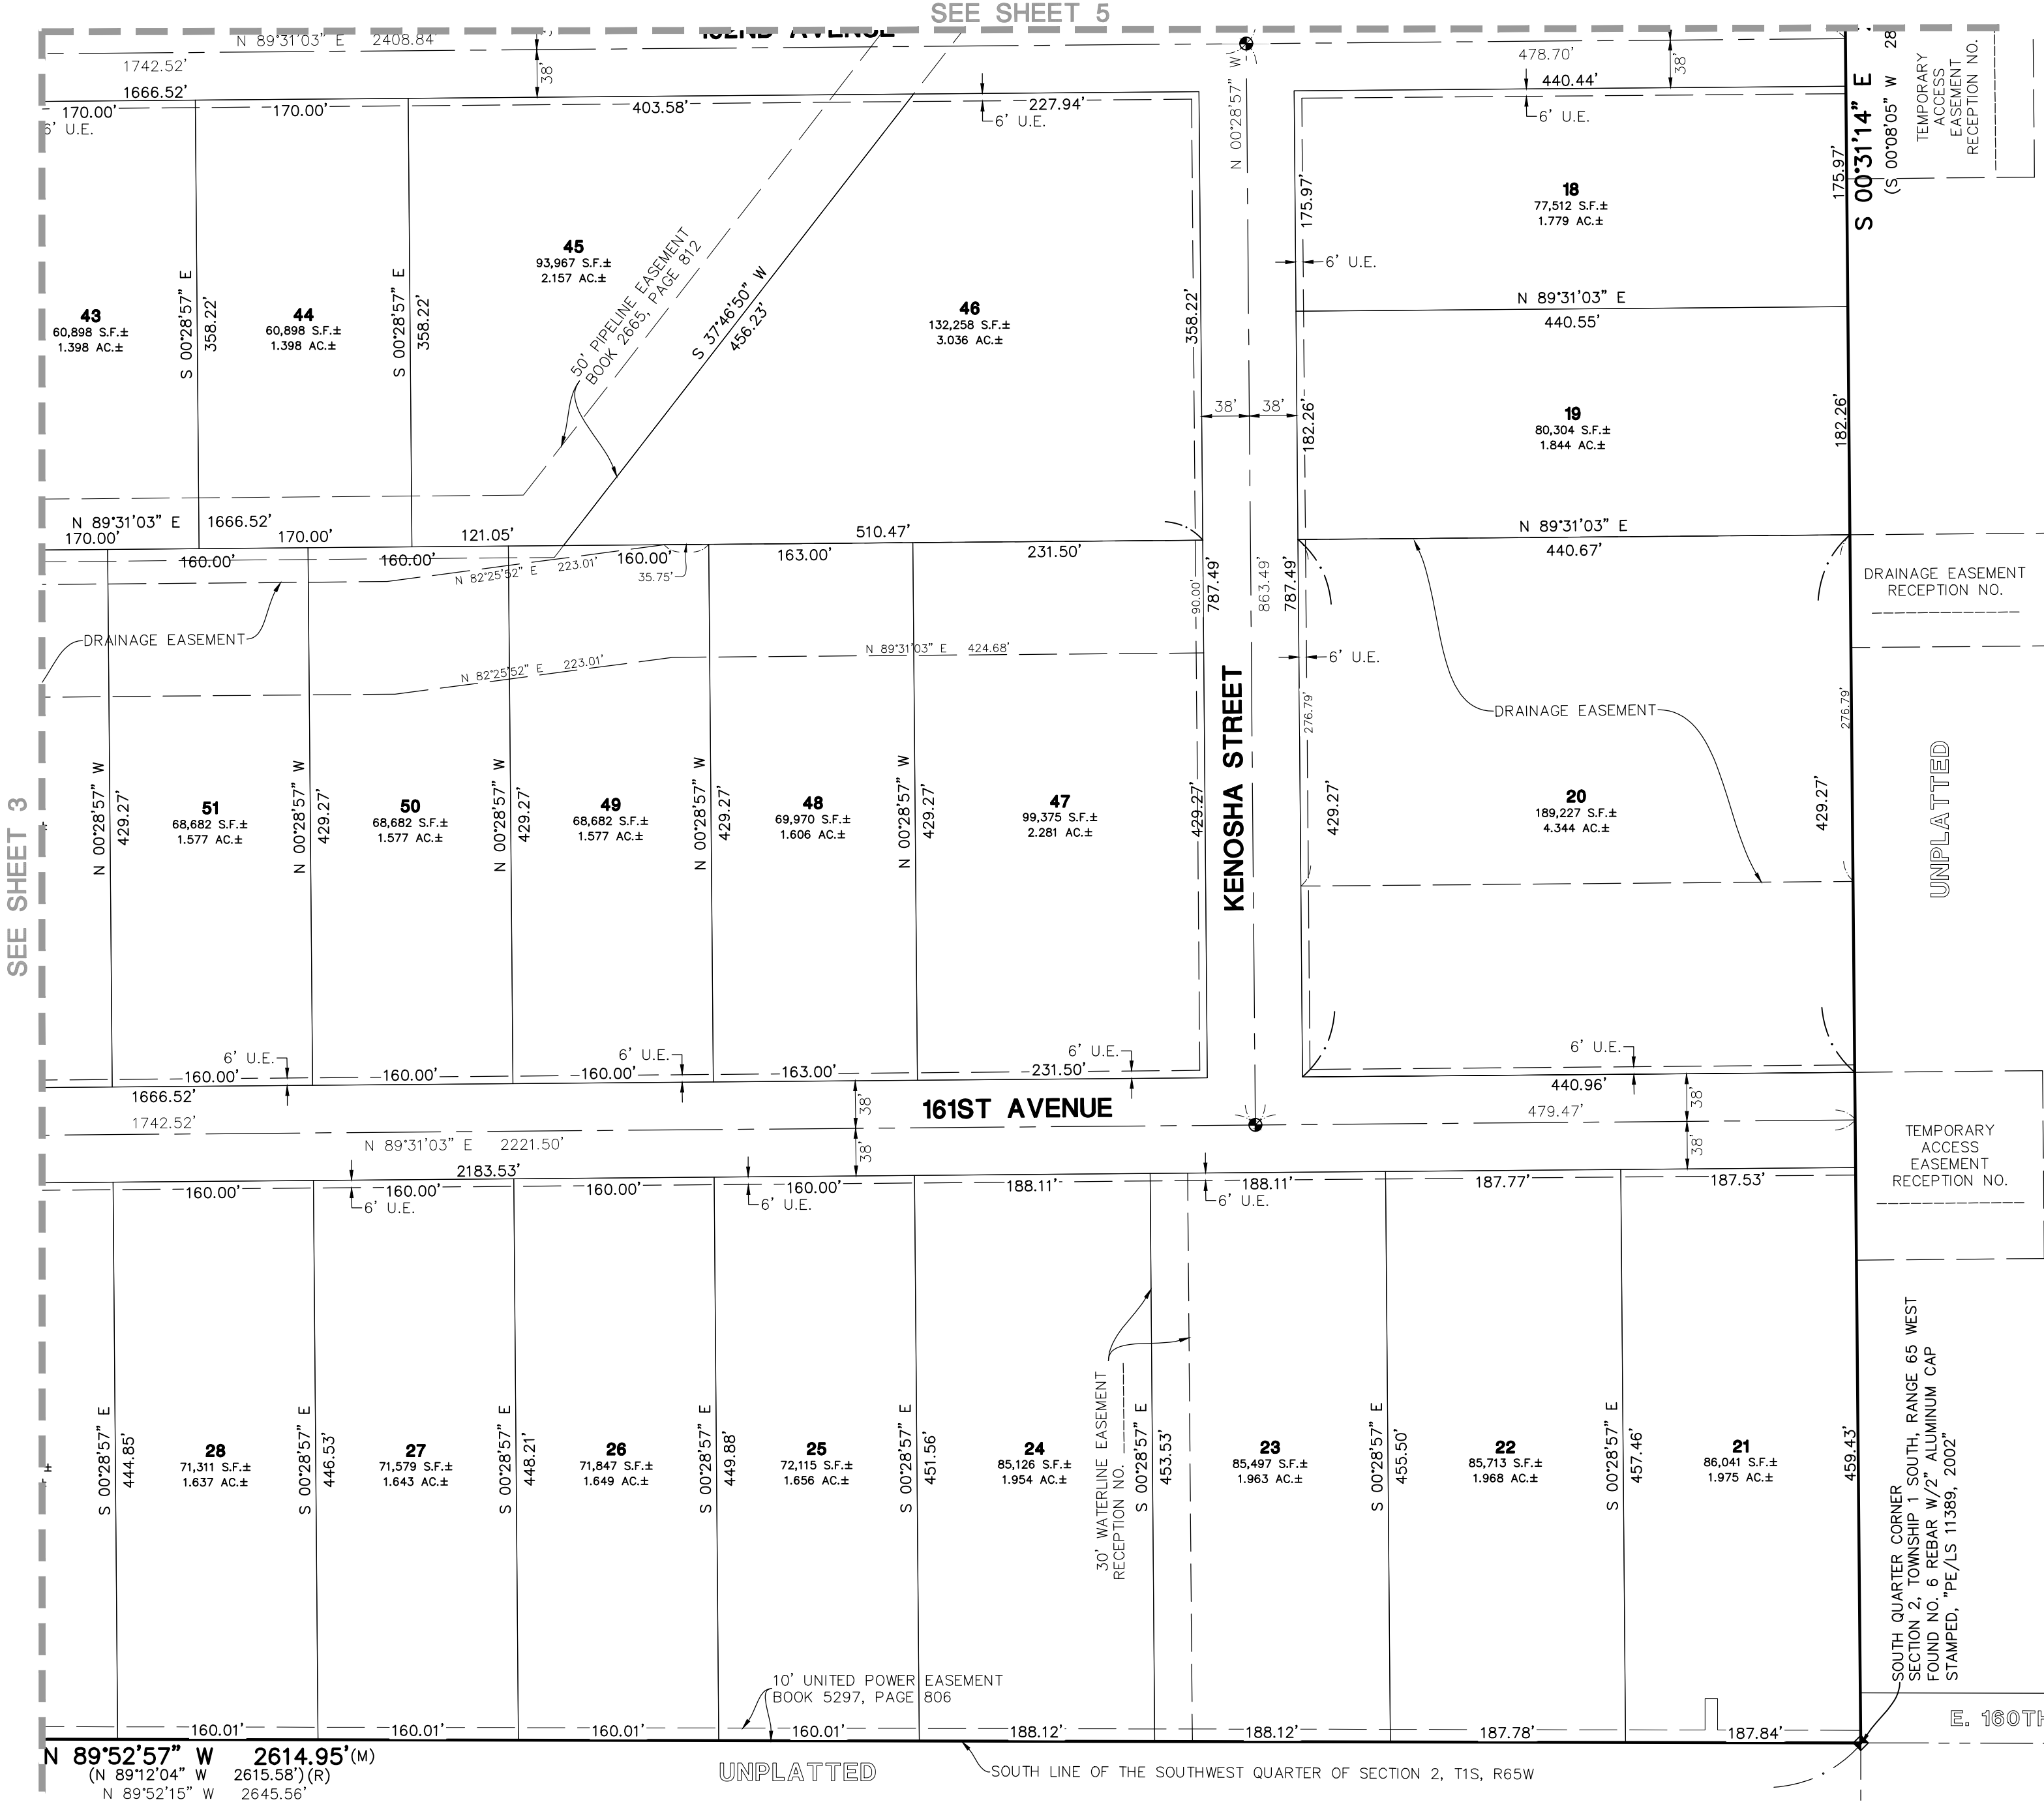 SEE SHEET 5
N 89°31'03" E 2408.84'
1742.52'
1666.52'
38'
478.70'
440.44'
38'
170.00'
170.00'
403.58'
227.94'
6' U.E.
6' U.E.
6' U.E.
N 00°28'57" W
S 00°31'14" E
(S 00°08'05" W 28
TEMPORARY
ACCESS
EASEMENT
RECEPTION NO.
175.97'
175.97'
18
77,512 S.F.±
1.779 AC.±
6' U.E.
N 89°31'03" E
440.55'
45
93,967 S.F.±
2.157 AC.±
50' PIPELINE EASEMENT
BOOK 2665, PAGE 812
S 37°46'50" W
456.23'
43
60,898 S.F.±
1.398 AC.±
S 00°28'57" E
358.22'
44
60,898 S.F.±
1.398 AC.±
S 00°28'57" E
358.22'
46
132,258 S.F.±
3.036 AC.±
358.22'
38'
38'
182.26'
19
80,304 S.F.±
1.844 AC.±
182.26'
N 89°31'03" E 1666.52'
170.00'
170.00'
121.05'
510.47'
N 89°31'03" E
440.67'
160.00'
160.00'
160.00'
163.00'
231.50'
N 82°25'52" E 223.01'
35.75'
90.00'
787.49'
863.49'
787.49'
DRAINAGE EASEMENT
RECEPTION NO.
DRAINAGE EASEMENT
N 82°25'52" E 223.01'
N 89°31'03" E 424.68'
6' U.E.
276.79'
DRAINAGE EASEMENT
276.79'
UNPLATTED
KENOSHA STREET
SEE SHEET 3
N 00°28'57" W
429.27'
51
68,682 S.F.±
1.577 AC.±
N 00°28'57" W
429.27'
50
68,682 S.F.±
1.577 AC.±
N 00°28'57" W
429.27'
49
68,682 S.F.±
1.577 AC.±
N 00°28'57" W
429.27'
48
69,970 S.F.±
1.606 AC.±
N 00°28'57" W
429.27'
47
99,375 S.F.±
2.281 AC.±
429.27'
429.27'
20
189,227 S.F.±
4.344 AC.±
429.27'
6' U.E.
6' U.E.
6' U.E.
6' U.E.
160.00'
160.00'
160.00'
163.00'
231.50'
440.96'
1666.52'
1742.52'
38'
161ST AVENUE
479.47'
38'
N 89°31'03" E 2221.50'
38'
38'
2183.53'
TEMPORARY
ACCESS
EASEMENT
RECEPTION NO.
160.00'
160.00'
160.00'
160.00'
188.11'
188.11'
187.77'
187.53'
6' U.E.
6' U.E.
6' U.E.
S 00°28'57" E
444.85'
28
71,311 S.F.±
1.637 AC.±
S 00°28'57" E
446.53'
27
71,579 S.F.±
1.643 AC.±
S 00°28'57" E
448.21'
26
71,847 S.F.±
1.649 AC.±
S 00°28'57" E
449.88'
25
72,115 S.F.±
1.656 AC.±
S 00°28'57" E
451.56'
24
85,126 S.F.±
1.954 AC.±
30' WATERLINE EASEMENT
RECEPTION NO.
S 00°28'57" E
453.53'
23
85,497 S.F.±
1.963 AC.±
S 00°28'57" E
455.50'
22
85,713 S.F.±
1.968 AC.±
S 00°28'57" E
457.46'
21
86,041 S.F.±
1.975 AC.±
459.43'
SOUTH QUARTER CORNER
SECTION 2, TOWNSHIP 1 SOUTH, RANGE 65 WEST
FOUND NO. 6 REBAR W/2" ALUMINUM CAP
STAMPED, "PE/LS 11389, 2002"
10' UNITED POWER EASEMENT
BOOK 5297, PAGE 806
160.01'
160.01'
160.01'
160.01'
188.12'
188.12'
187.78'
187.84'
E. 160TH
N 89°52'57" W 2614.95'(M)
(N 89°12'04" W 2615.58')(R)
N 89°52'15" W 2645.56'
UNPLATTED
SOUTH LINE OF THE SOUTHWEST QUARTER OF SECTION 2, T1S, R65W